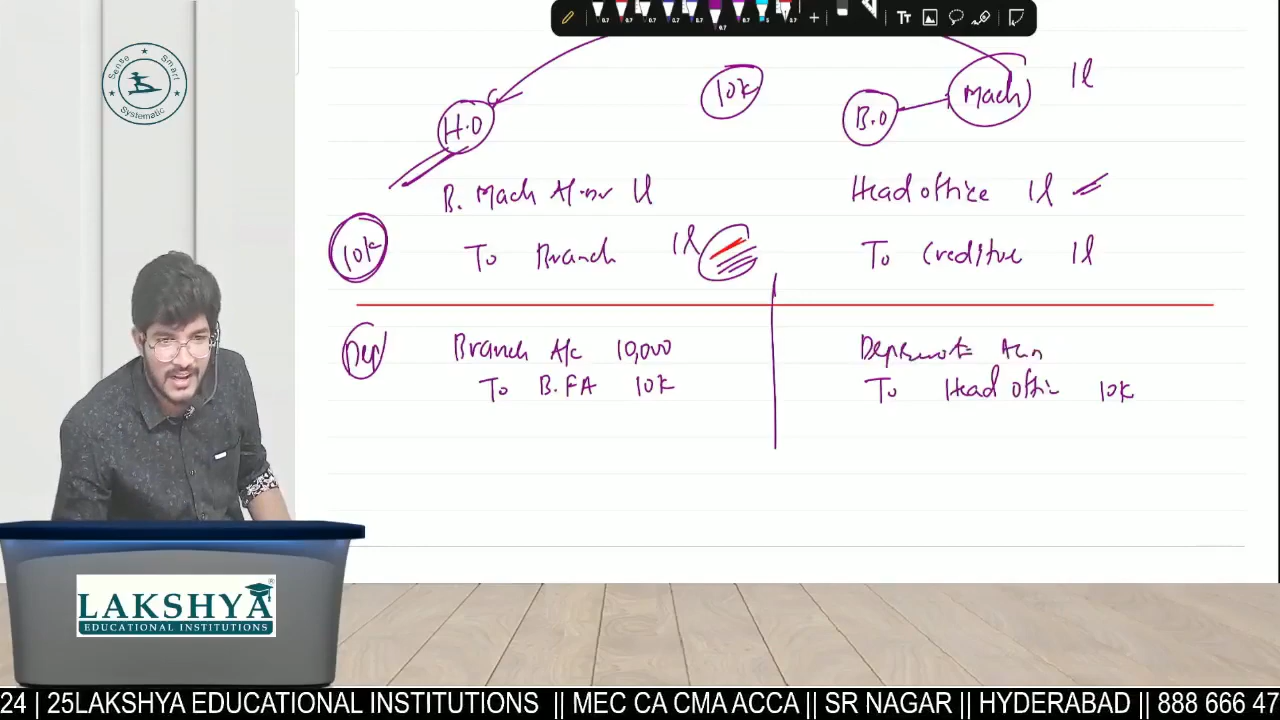 Sense Smart
Systematic
10k
H.O
B.O
Mach
1l
B. Mach A/c Dr 1l
Head office 1l
10k
To Branch 1l
To Creditor 1l
Dep
Branch A/c 10,000
To B.FA 10k
To Head office 10k
LAKSHYA
EDUCATIONAL INSTITUTIONS
24 | 25LAKSHYA EDUCATIONAL INSTITUTIONS || MEC CA CMA ACCA || SR NAGAR || HYDERABAD || 888 666 47